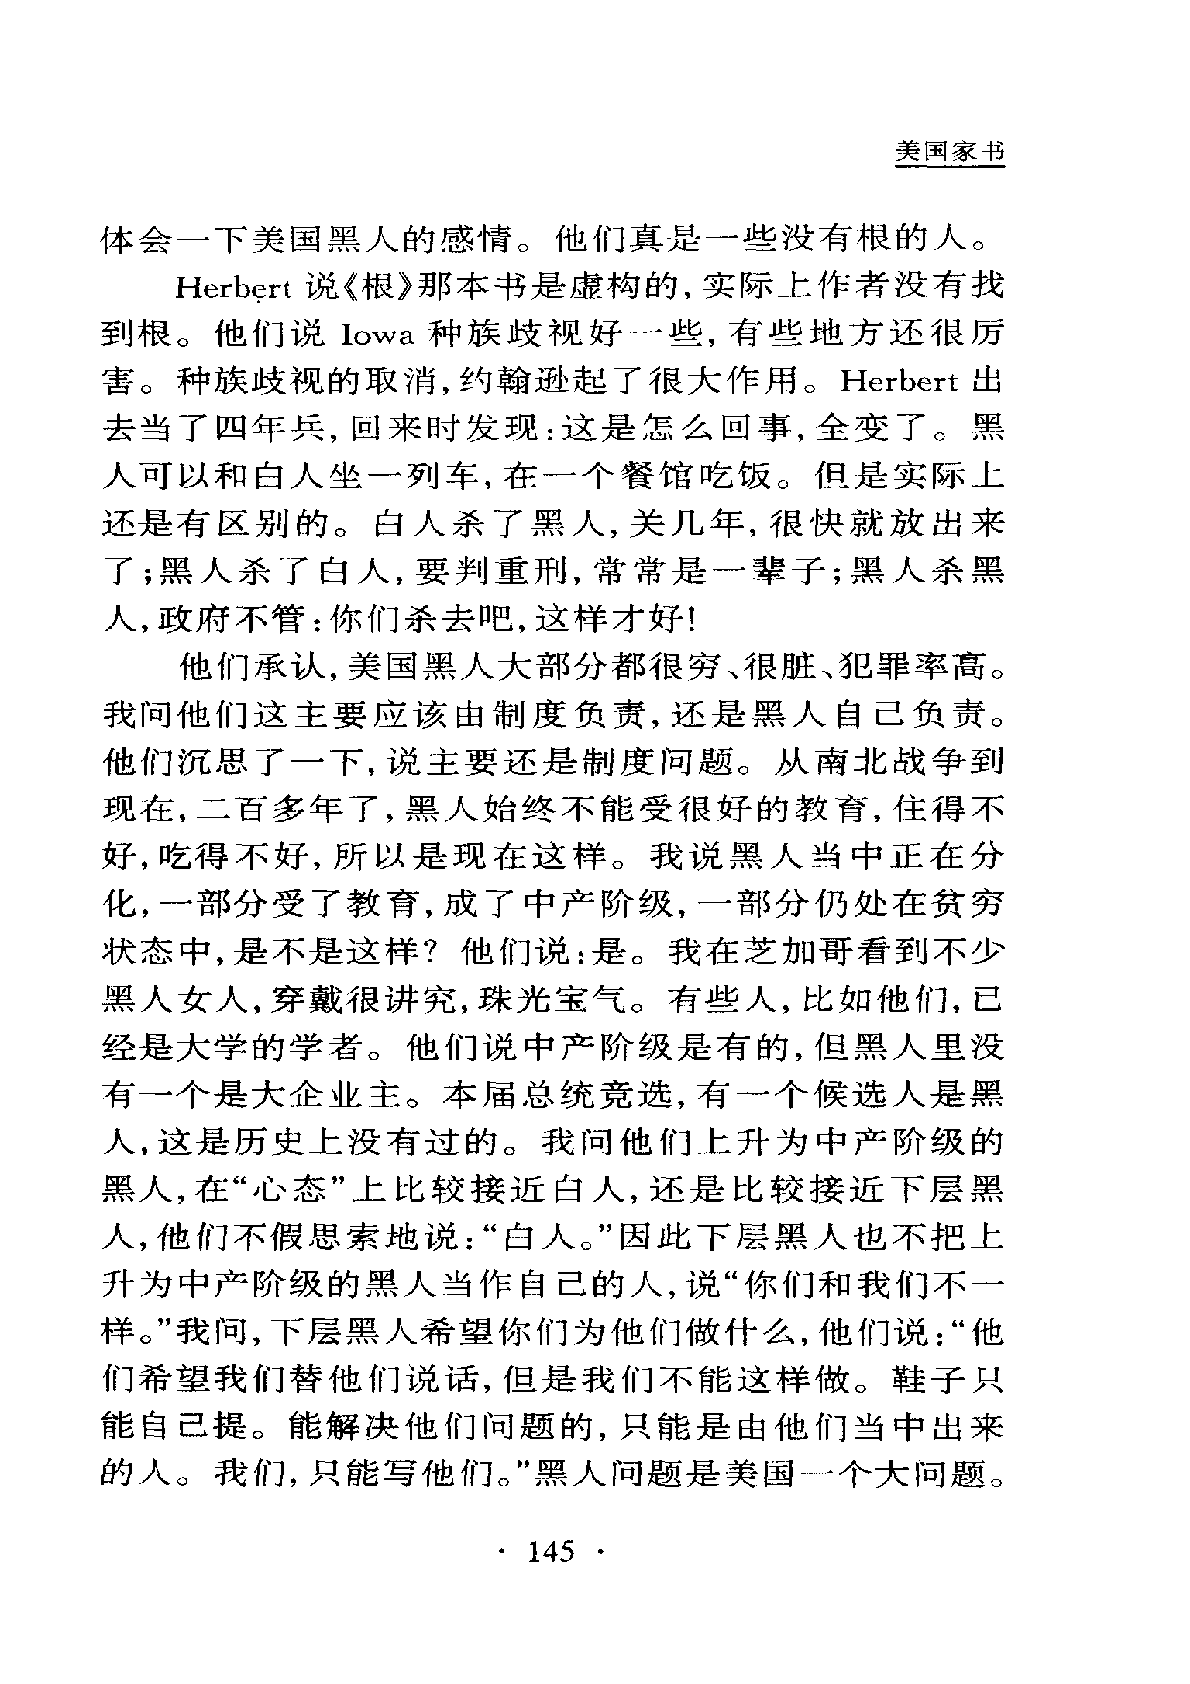 美国家书
体会一下美国黑人的感情。他们真是一些没有根的人。
Herbert 说《根》那本书是虚构的,实际上作者没有找
到根。他们说 Iowa 种族歧视好一些,有些地方还很厉
害。种族歧视的取消,约翰逊起了很大作用。Herbert 出
去当了四年兵,回来时发现:这是怎么回事,全变了。黑
人可以和白人坐一列车,在一个餐馆吃饭。但是实际上
还是有区别的。白人杀了黑人,关几年,很快就放出来
了;黑人杀了白人,要判重刑,常常是一辈子;黑人杀黑
人,政府不管:你们杀去吧,这样才好!
他们承认,美国黑人大部分都很穷、很脏、犯罪率高。
我问他们这主要应该由制度负责,还是黑人自己负责。
他们沉思了一下,说主要还是制度问题。从南北战争到
现在,二百多年了,黑人始终不能受很好的教育,住得不
好,吃得不好,所以是现在这样。我说黑人当中正在分
化,一部分受了教育,成了中产阶级,一部分仍处在贫穷
状态中,是不是这样?他们说:是。我在芝加哥看到不少
黑人女人,穿戴很讲究,珠光宝气。有些人,比如他们,已
经是大学的学者。他们说中产阶级是有的,但黑人里没
有一个是大企业主。本届总统竞选,有一个候选人是黑
人,这是历史上没有过的。我问他们上升为中产阶级的
黑人,在“心态”上比较接近白人,还是比较接近下层黑
人,他们不假思索地说:“白人。”因此下层黑人也不把上
升为中产阶级的黑人当作自己的人,说“你们和我们不一
样。”我问,下层黑人希望你们为他们做什么,他们说:“他
们希望我们替他们说话,但是我们不能这样做。鞋子只
能自己提。能解决他们问题的,只能是由他们当中出来
的人。我们,只能写他们。”黑人问题是美国一个大问题。
· 145 ·